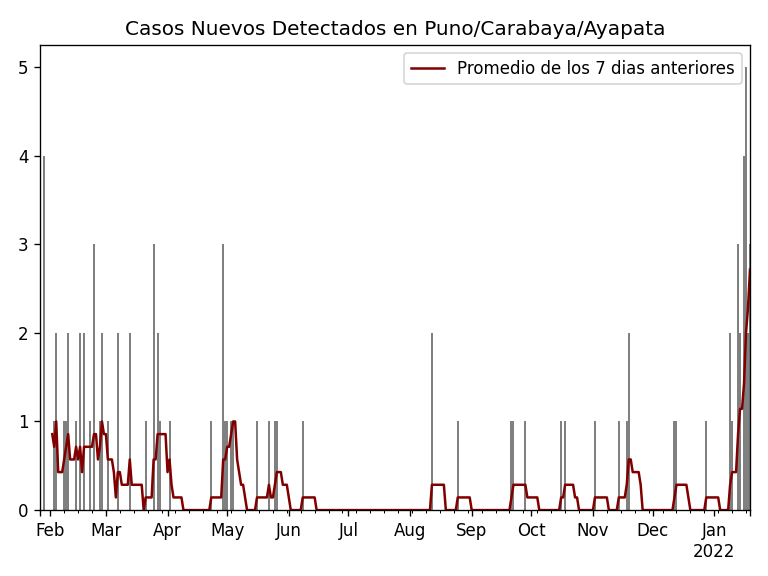 Casos Nuevos Detectados en Puno/Carabaya/Ayapata
Promedio de los 7 dias anteriores
5
4
3
2
1
0
Feb Mar Apr May Jun Jul Aug Sep Oct Nov Dec Jan
2022